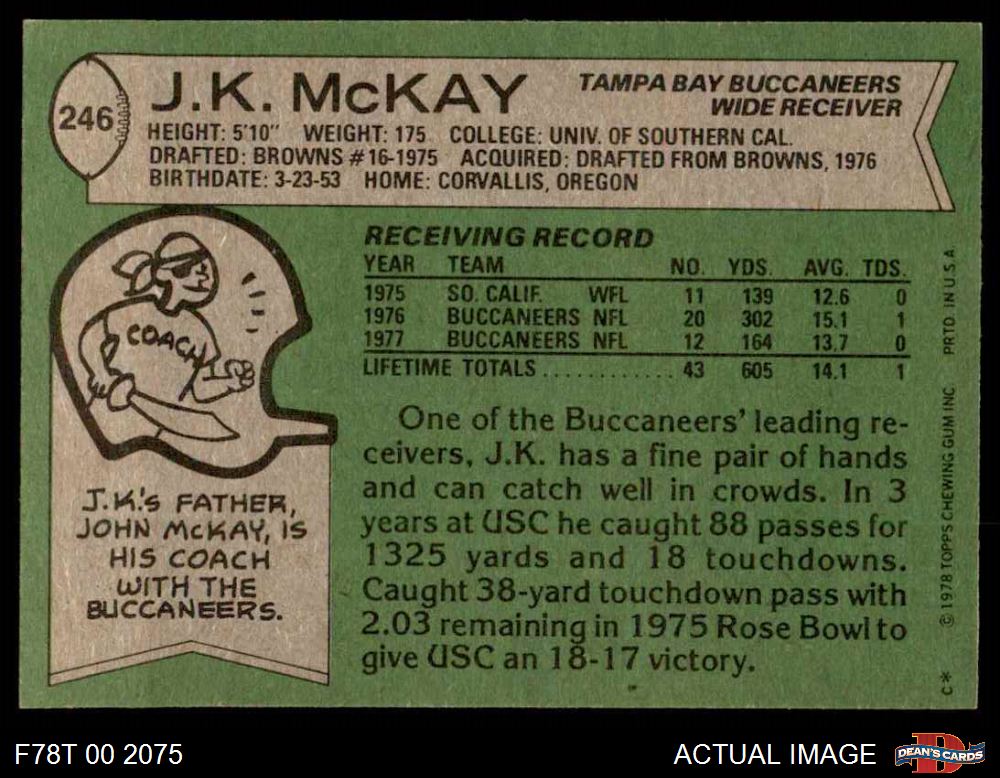 246
J.K. McKAY
TAMPA BAY BUCCANEERS
WIDE RECEIVER
HEIGHT: 5'10" WEIGHT: 175 COLLEGE: UNIV. OF SOUTHERN CAL.
DRAFTED: BROWNS #16-1975 ACQUIRED: DRAFTED FROM BROWNS, 1976
BIRTHDATE: 3-23-53 HOME: CORVALLIS, OREGON
COACH
J.K.'S FATHER,
JOHN McKAY, IS
HIS COACH
WITH THE
BUCCANEERS.
RECEIVING RECORD
YEAR TEAM NO. YDS. AVG. TDS.
1975 SO. CALIF. WFL 11 139 12.6 0
1976 BUCCANEERS NFL 20 302 15.1 1
1977 BUCCANEERS NFL 12 164 13.7 0
LIFETIME TOTALS ............ 43 605 14.1 1
One of the Buccaneers' leading re-
ceivers, J.K. has a fine pair of hands
and can catch well in crowds. In 3
years at USC he caught 88 passes for
1325 yards and 18 touchdowns.
Caught 38-yard touchdown pass with
2.03 remaining in 1975 Rose Bowl to
give USC an 18-17 victory.
C* © 1978 TOPPS CHEWING GUM INC PRTD. IN U.S.A.
F78T 00 2075
ACTUAL IMAGE
D
DEAN'S CARDS